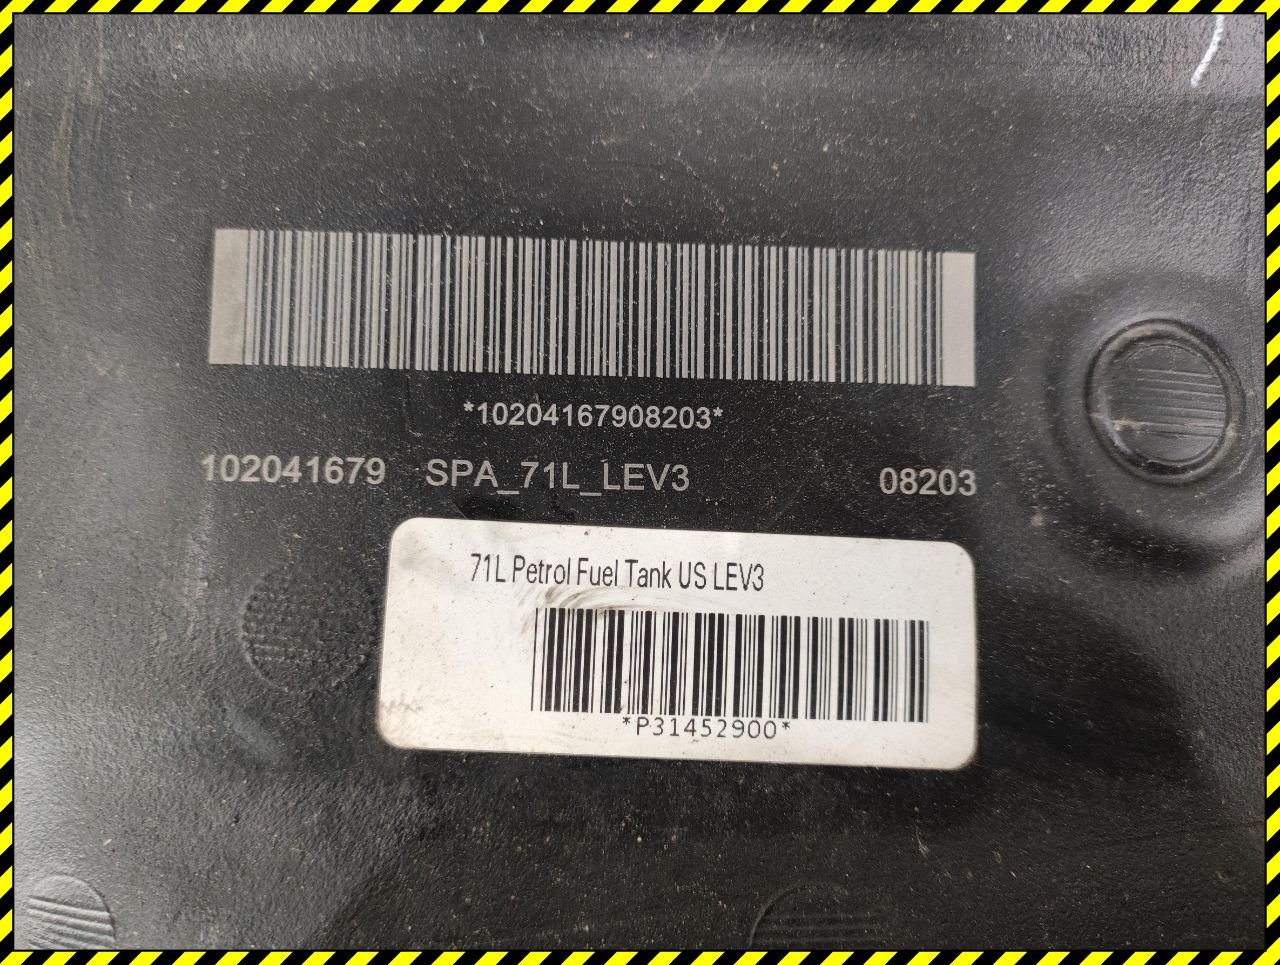 *10204167908203*
102041679 SPA_71L_LEV3 08203
71L Petrol Fuel Tank US LEV3
*P31452900*